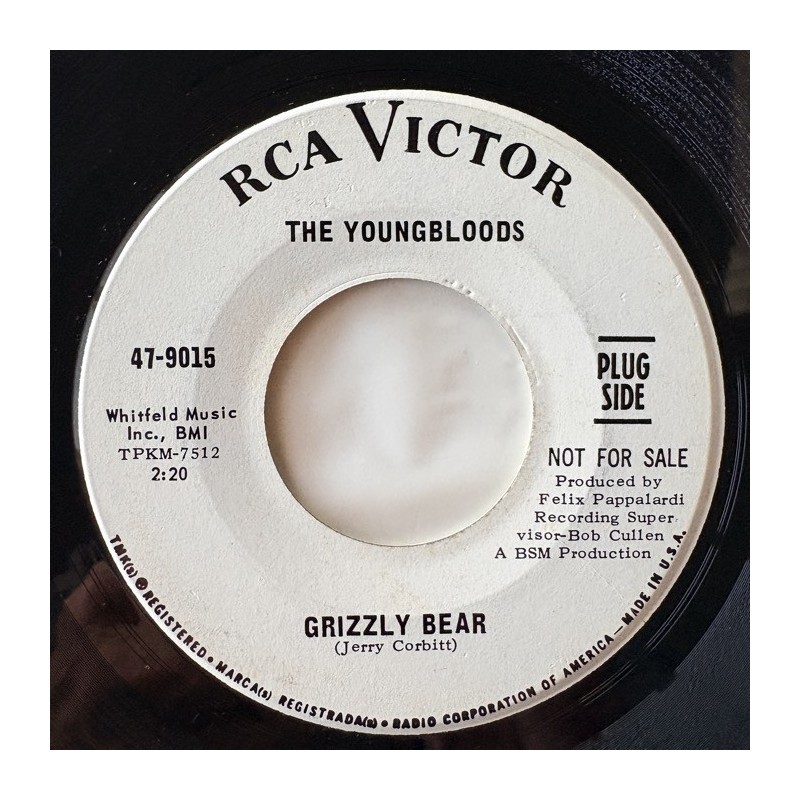 RCA VICTOR
THE YOUNGBLOODS
47-9015
Whitfeld Music
Inc., BMI
TPKM-7512
2:20
PLUG
SIDE
NOT FOR SALE
Produced by
Felix Pappalardi
Recording Super
visor-Bob Cullen
A BSM Production
GRIZZLY BEAR
(Jerry Corbitt)
TMK(s) ® REGISTERED • MARCA(s) REGISTRADA(s) • RADIO CORPORATION OF AMERICA—MADE IN U.S.A.